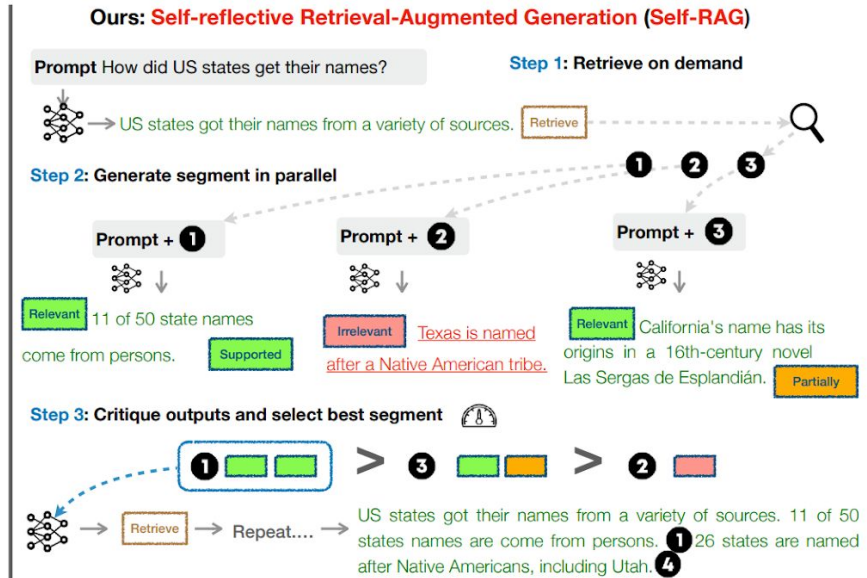 Ours: Self-reflective Retrieval-Augmented Generation (Self-RAG)
Prompt How did US states get their names?
Step 1: Retrieve on demand
US states got their names from a variety of sources. Retrieve
Step 2: Generate segment in parallel
1 2 3
Prompt + 1
Prompt + 2
Prompt + 3
Relevant 11 of 50 state names
come from persons. Supported
Irrelevant Texas is named
after a Native American tribe.
Relevant California's name has its
origins in a 16th-century novel
Las Sergas de Esplandián. Partially
Step 3: Critique outputs and select best segment
1 > 3 > 2
Retrieve Repeat....
US states got their names from a variety of sources. 11 of 50
states names are come from persons. 1 26 states are named
after Native Americans, including Utah. 4